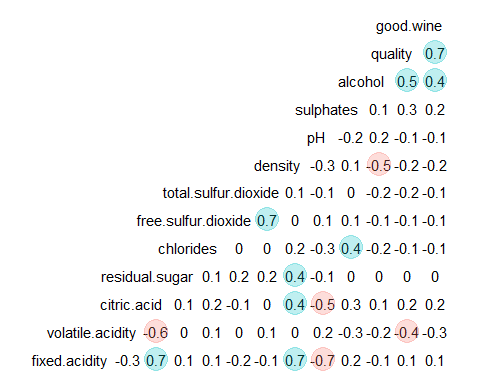 good.wine
quality 0.7
alcohol 0.5 0.4
sulphates 0.1 0.3 0.2
pH -0.2 0.2 -0.1 -0.1
density -0.3 0.1 -0.5 -0.2 -0.2
total.sulfur.dioxide 0.1 -0.1 0 -0.2 -0.2 -0.1
free.sulfur.dioxide 0.7 0 0.1 0.1 -0.1 -0.1 -0.1
chlorides 0 0 0.2 -0.3 0.4 -0.2 -0.1 -0.1
residual.sugar 0.1 0.2 0.2 0.4 -0.1 0 0 0 0
citric.acid 0.1 0.2 -0.1 0 0.4 -0.5 0.3 0.1 0.2 0.2
volatile.acidity -0.6 0 0.1 0 0.1 0 0.2 -0.3 -0.2 -0.4 -0.3
fixed.acidity -0.3 0.7 0.1 0.1 -0.2 -0.1 0.7 -0.7 0.2 -0.1 0.1 0.1